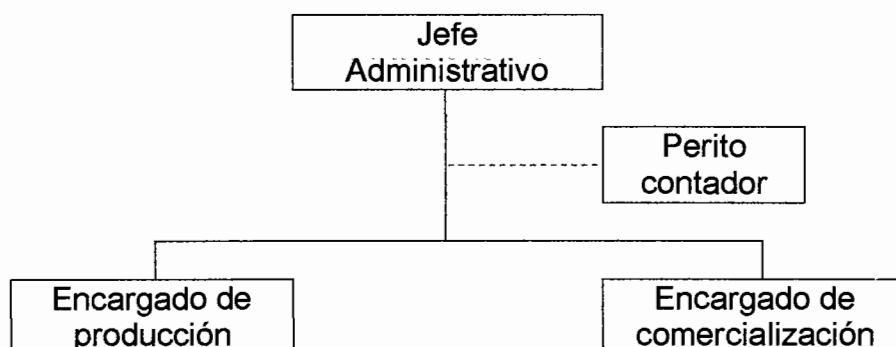 Jefe
Administrativo
Perito
contador
Encargado de
producción
Encargado de
comercialización